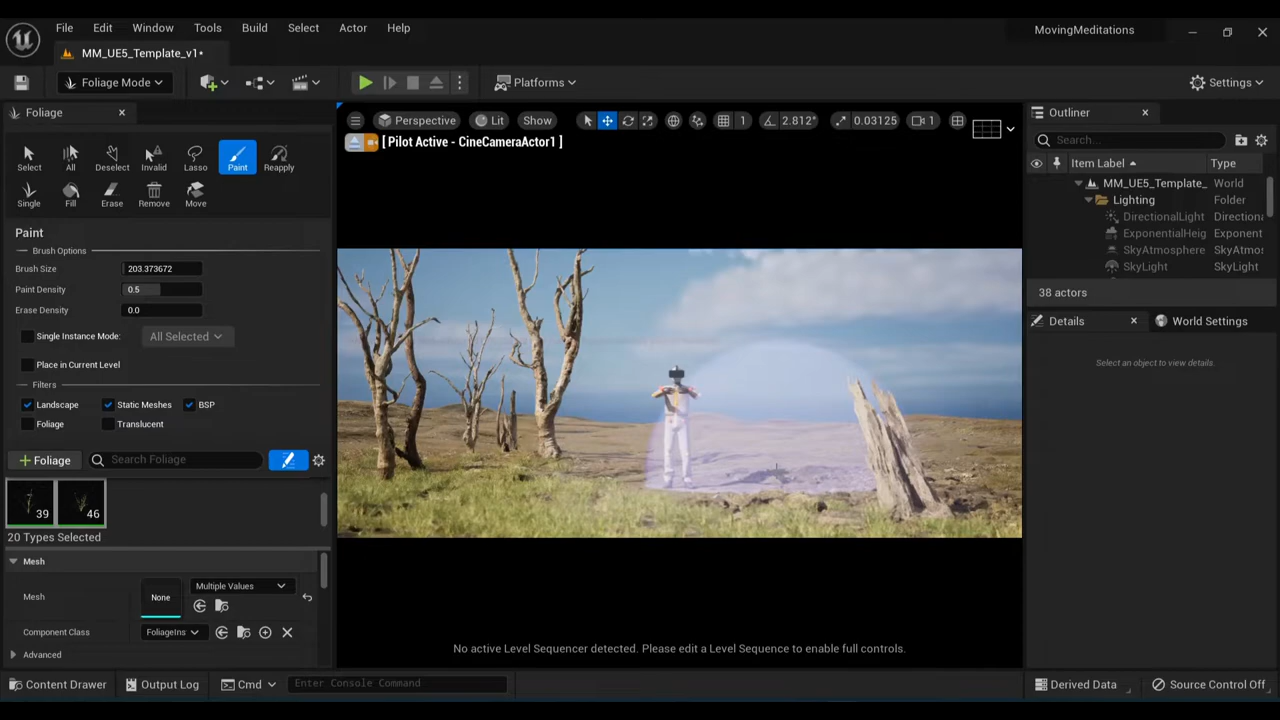 File Edit Window Tools Build Select Actor Help
MovingMeditations
MM_UE5_Template_v1*
Foliage Mode
Platforms
Settings
Foliage
Select All Deselect Invalid Lasso Paint Reapply
Single Fill Erase Remove Move
Paint
Brush Options
Brush Size 203.373672
Paint Density 0.5
Erase Density 0.0
Single Instance Mode: All Selected
Place in Current Level
Filters
Landscape Static Meshes BSP
Foliage Translucent
+ Foliage Search Foliage
39 46
20 Types Selected
Mesh
Mesh None Multiple Values
Component Class FoliageIns
Advanced
Perspective Lit Show 1 2.812° 0.03125 1
[ Pilot Active - CineCameraActor1 ]
No active Level Sequencer detected. Please edit a Level Sequence to enable full controls.
Outliner
Search...
Item Label Type
MM_UE5_Template_ World
Lighting Folder
DirectionalLight Directiona
ExponentialHeig Exponent
SkyAtmosphere SkyAtmos
SkyLight SkyLight
38 actors
Details World Settings
Select an object to view details.
Content Drawer Output Log Cmd Enter Console Command
Derived Data Source Control Off